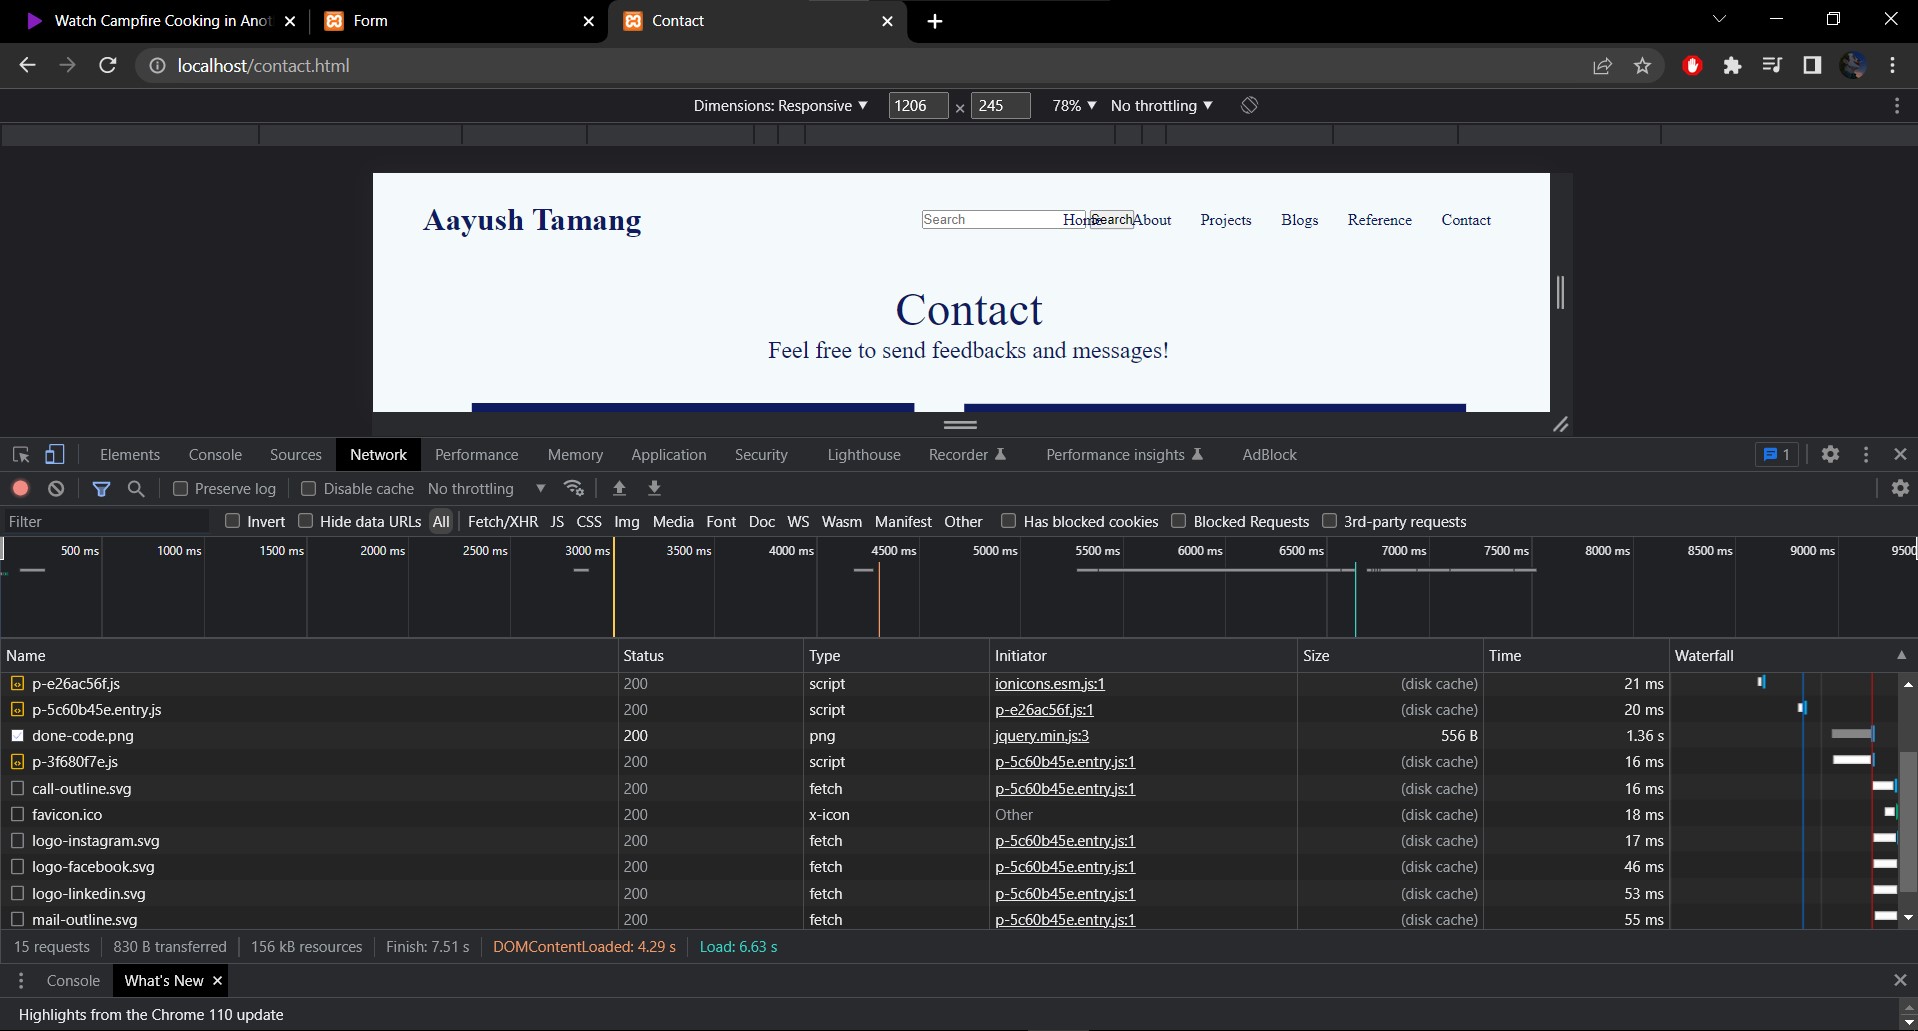 Watch Campfire Cooking in Ano
Form
Contact
localhost/contact.html
Dimensions: Responsive ▼ 1206 × 245 78% ▼ No throttling ▼
Aayush Tamang
Search Search Home About Projects Blogs Reference Contact
Contact
Feel free to send feedbacks and messages!
Elements Console Sources Network Performance Memory Application Security Lighthouse Recorder Performance insights AdBlock 1
Preserve log Disable cache No throttling ▼
Filter Invert Hide data URLs All Fetch/XHR JS CSS Img Media Font Doc WS Wasm Manifest Other Has blocked cookies Blocked Requests 3rd-party requests
500 ms 1000 ms 1500 ms 2000 ms 2500 ms 3000 ms 3500 ms 4000 ms 4500 ms 5000 ms 5500 ms 6000 ms 6500 ms 7000 ms 7500 ms 8000 ms 8500 ms 9000 ms 9500
Name Status Type Initiator Size Time Waterfall
p-e26ac56f.js 200 script ionicons.esm.js:1 (disk cache) 21 ms
p-5c60b45e.entry.js 200 script p-e26ac56f.js:1 (disk cache) 20 ms
done-code.png 200 png jquery.min.js:3 556 B 1.36 s
p-3f680f7e.js 200 script p-5c60b45e.entry.js:1 (disk cache) 16 ms
call-outline.svg 200 fetch p-5c60b45e.entry.js:1 (disk cache) 16 ms
favicon.ico 200 x-icon Other (disk cache) 18 ms
logo-instagram.svg 200 fetch p-5c60b45e.entry.js:1 (disk cache) 17 ms
logo-facebook.svg 200 fetch p-5c60b45e.entry.js:1 (disk cache) 46 ms
logo-linkedin.svg 200 fetch p-5c60b45e.entry.js:1 (disk cache) 53 ms
mail-outline.svg 200 fetch p-5c60b45e.entry.js:1 (disk cache) 55 ms
15 requests 830 B transferred 156 kB resources Finish: 7.51 s DOMContentLoaded: 4.29 s Load: 6.63 s
Console What's New
Highlights from the Chrome 110 update